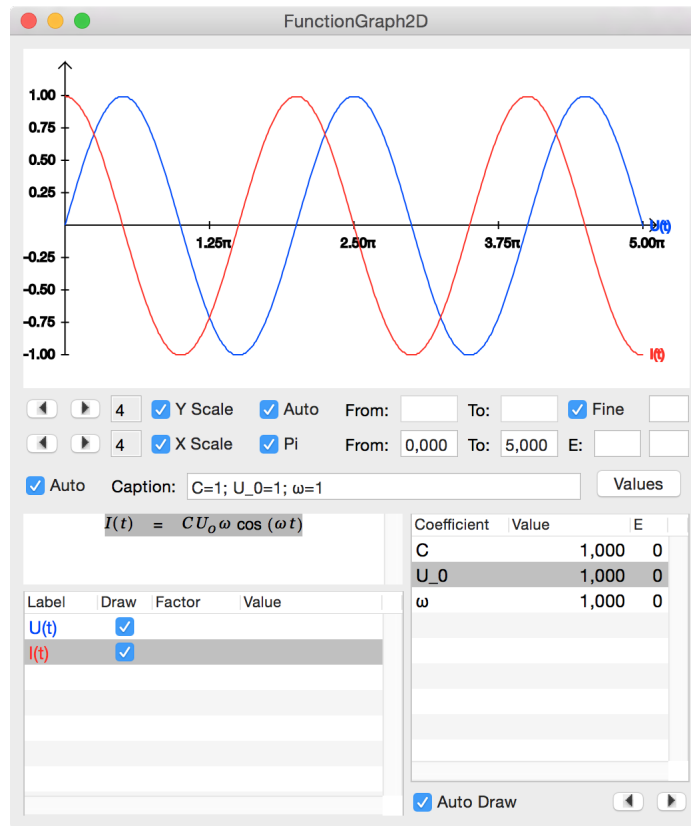 FunctionGraph2D
1.00
0.75
0.50
0.25
-0.25
-0.50
-0.75
-1.00
1.25π 2.50π 3.75π 5.00π
U(t)
I(t)
4 Y Scale Auto From: To: Fine
4 X Scale Pi From: 0,000 To: 5,000 E:
Auto Caption: C=1; U_0=1; ω=1 Values
I(t) = C U_O ω cos (ω t)
Coefficient Value E
C 1,000 0
U_0 1,000 0
ω 1,000 0
Label Draw Factor Value
U(t)
I(t)
Auto Draw